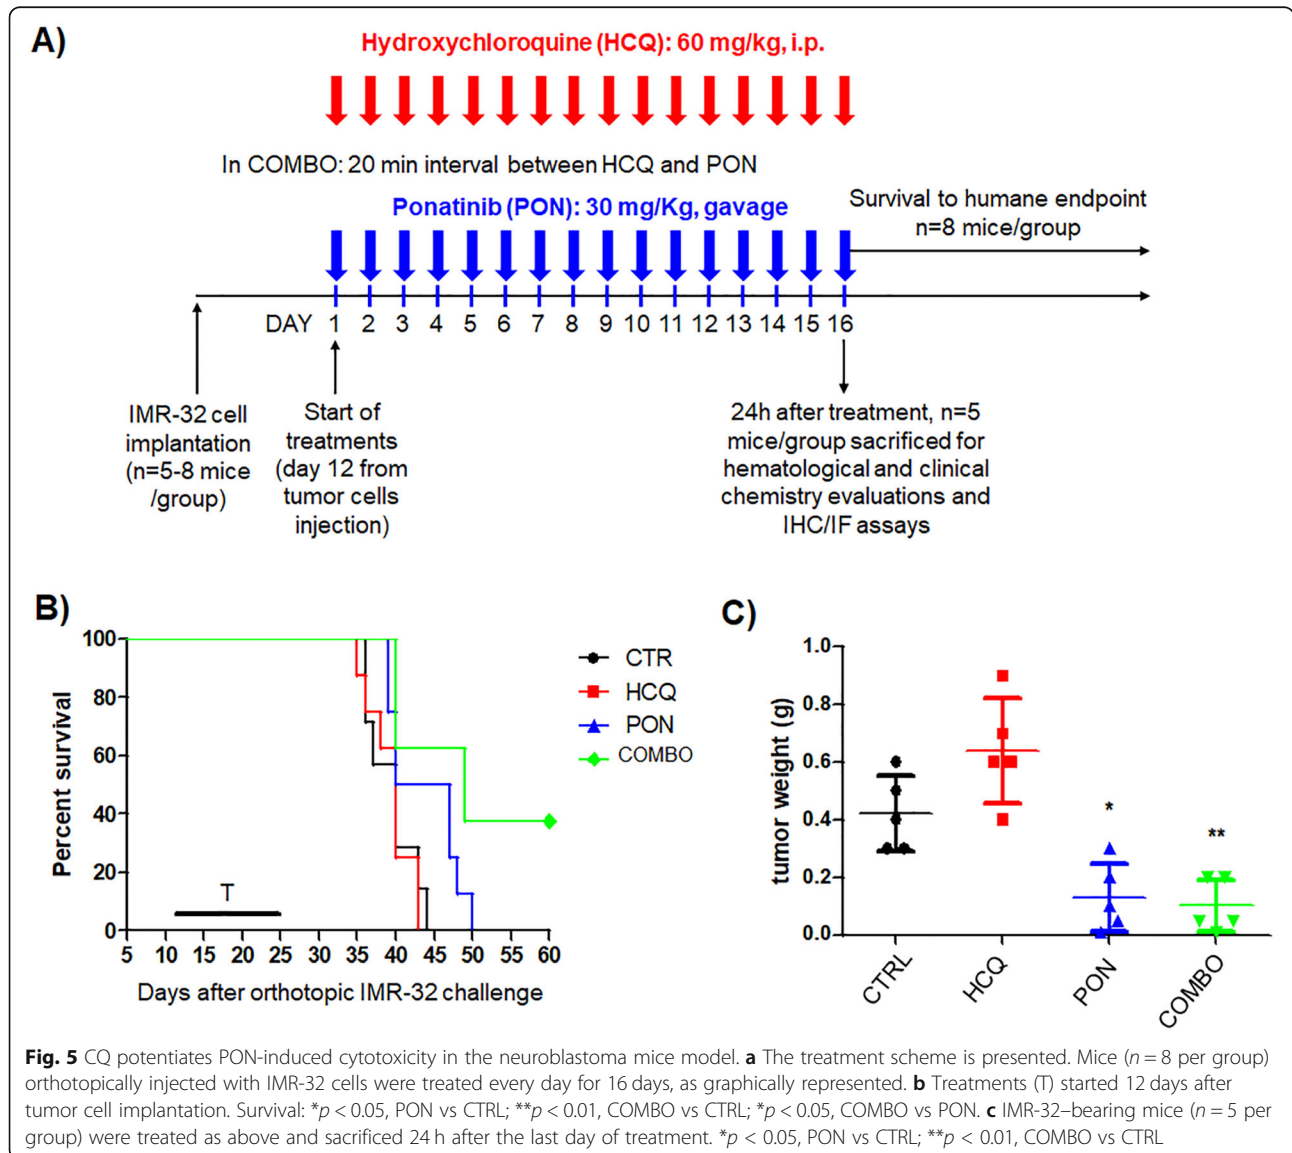 A)
Hydroxychloroquine (HCQ): 60 mg/kg, i.p.
In COMBO: 20 min interval between HCQ and PON
Ponatinib (PON): 30 mg/Kg, gavage
Survival to humane endpoint
n=8 mice/group
DAY 1 2 3 4 5 6 7 8 9 10 11 12 13 14 15 16
IMR-32 cell
implantation
(n=5-8 mice
/group)
Start of
treatments
(day 12 from
tumor cells
injection)
24h after treatment, n=5
mice/group sacrificed for
hematological and clinical
chemistry evaluations and
IHC/IF assays
B)
Percent survival
100
80
60
40
20
0
T
5 10 15 20 25 30 35 40 45 50 55 60
Days after orthotopic IMR-32 challenge
CTR
HCQ
PON
COMBO
C)
tumor weight (g)
1.0
0.8
0.6
0.4
0.2
0.0
*
**
CTRL
HCQ
PON
COMBO
Fig. 5 CQ potentiates PON-induced cytotoxicity in the neuroblastoma mice model. a The treatment scheme is presented. Mice (n = 8 per group)
orthotopically injected with IMR-32 cells were treated every day for 16 days, as graphically represented. b Treatments (T) started 12 days after
tumor cell implantation. Survival: *p < 0.05, PON vs CTRL; **p < 0.01, COMBO vs CTRL; *p < 0.05, COMBO vs PON. c IMR-32–bearing mice (n = 5 per
group) were treated as above and sacrificed 24 h after the last day of treatment. *p < 0.05, PON vs CTRL; **p < 0.01, COMBO vs CTRL